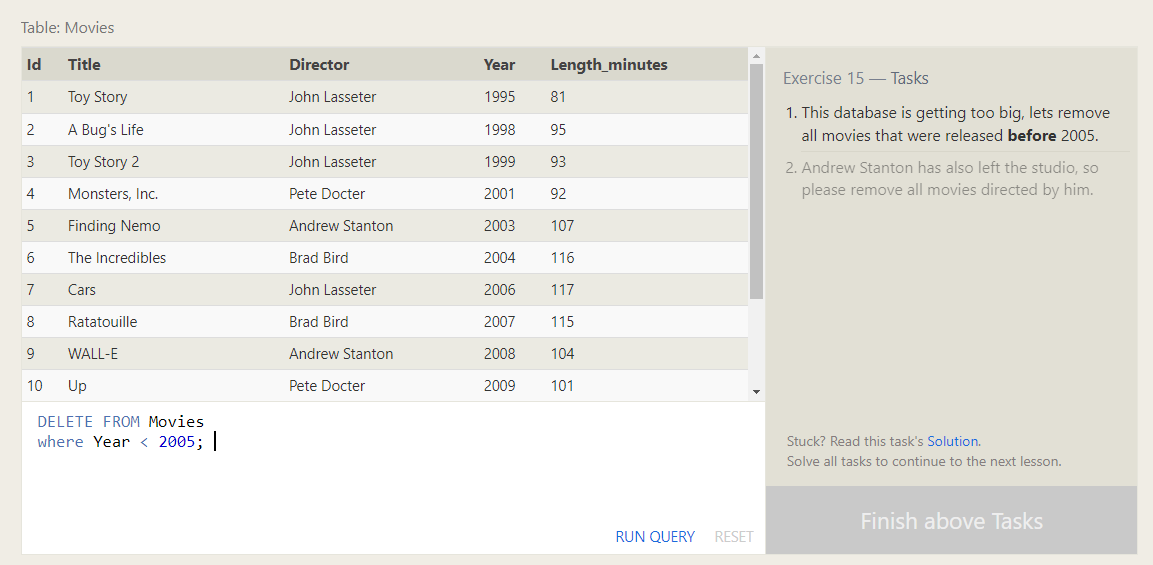 Table: Movies
Id Title Director Year Length_minutes
1 Toy Story John Lasseter 1995 81
2 A Bug's Life John Lasseter 1998 95
3 Toy Story 2 John Lasseter 1999 93
4 Monsters, Inc. Pete Docter 2001 92
5 Finding Nemo Andrew Stanton 2003 107
6 The Incredibles Brad Bird 2004 116
7 Cars John Lasseter 2006 117
8 Ratatouille Brad Bird 2007 115
9 WALL-E Andrew Stanton 2008 104
10 Up Pete Docter 2009 101
DELETE FROM Movies
where Year < 2005;
RUN QUERY RESET
Exercise 15 — Tasks
1. This database is getting too big, lets remove
all movies that were released before 2005.
2. Andrew Stanton has also left the studio, so
please remove all movies directed by him.
Stuck? Read this task's Solution.
Solve all tasks to continue to the next lesson.
Finish above Tasks